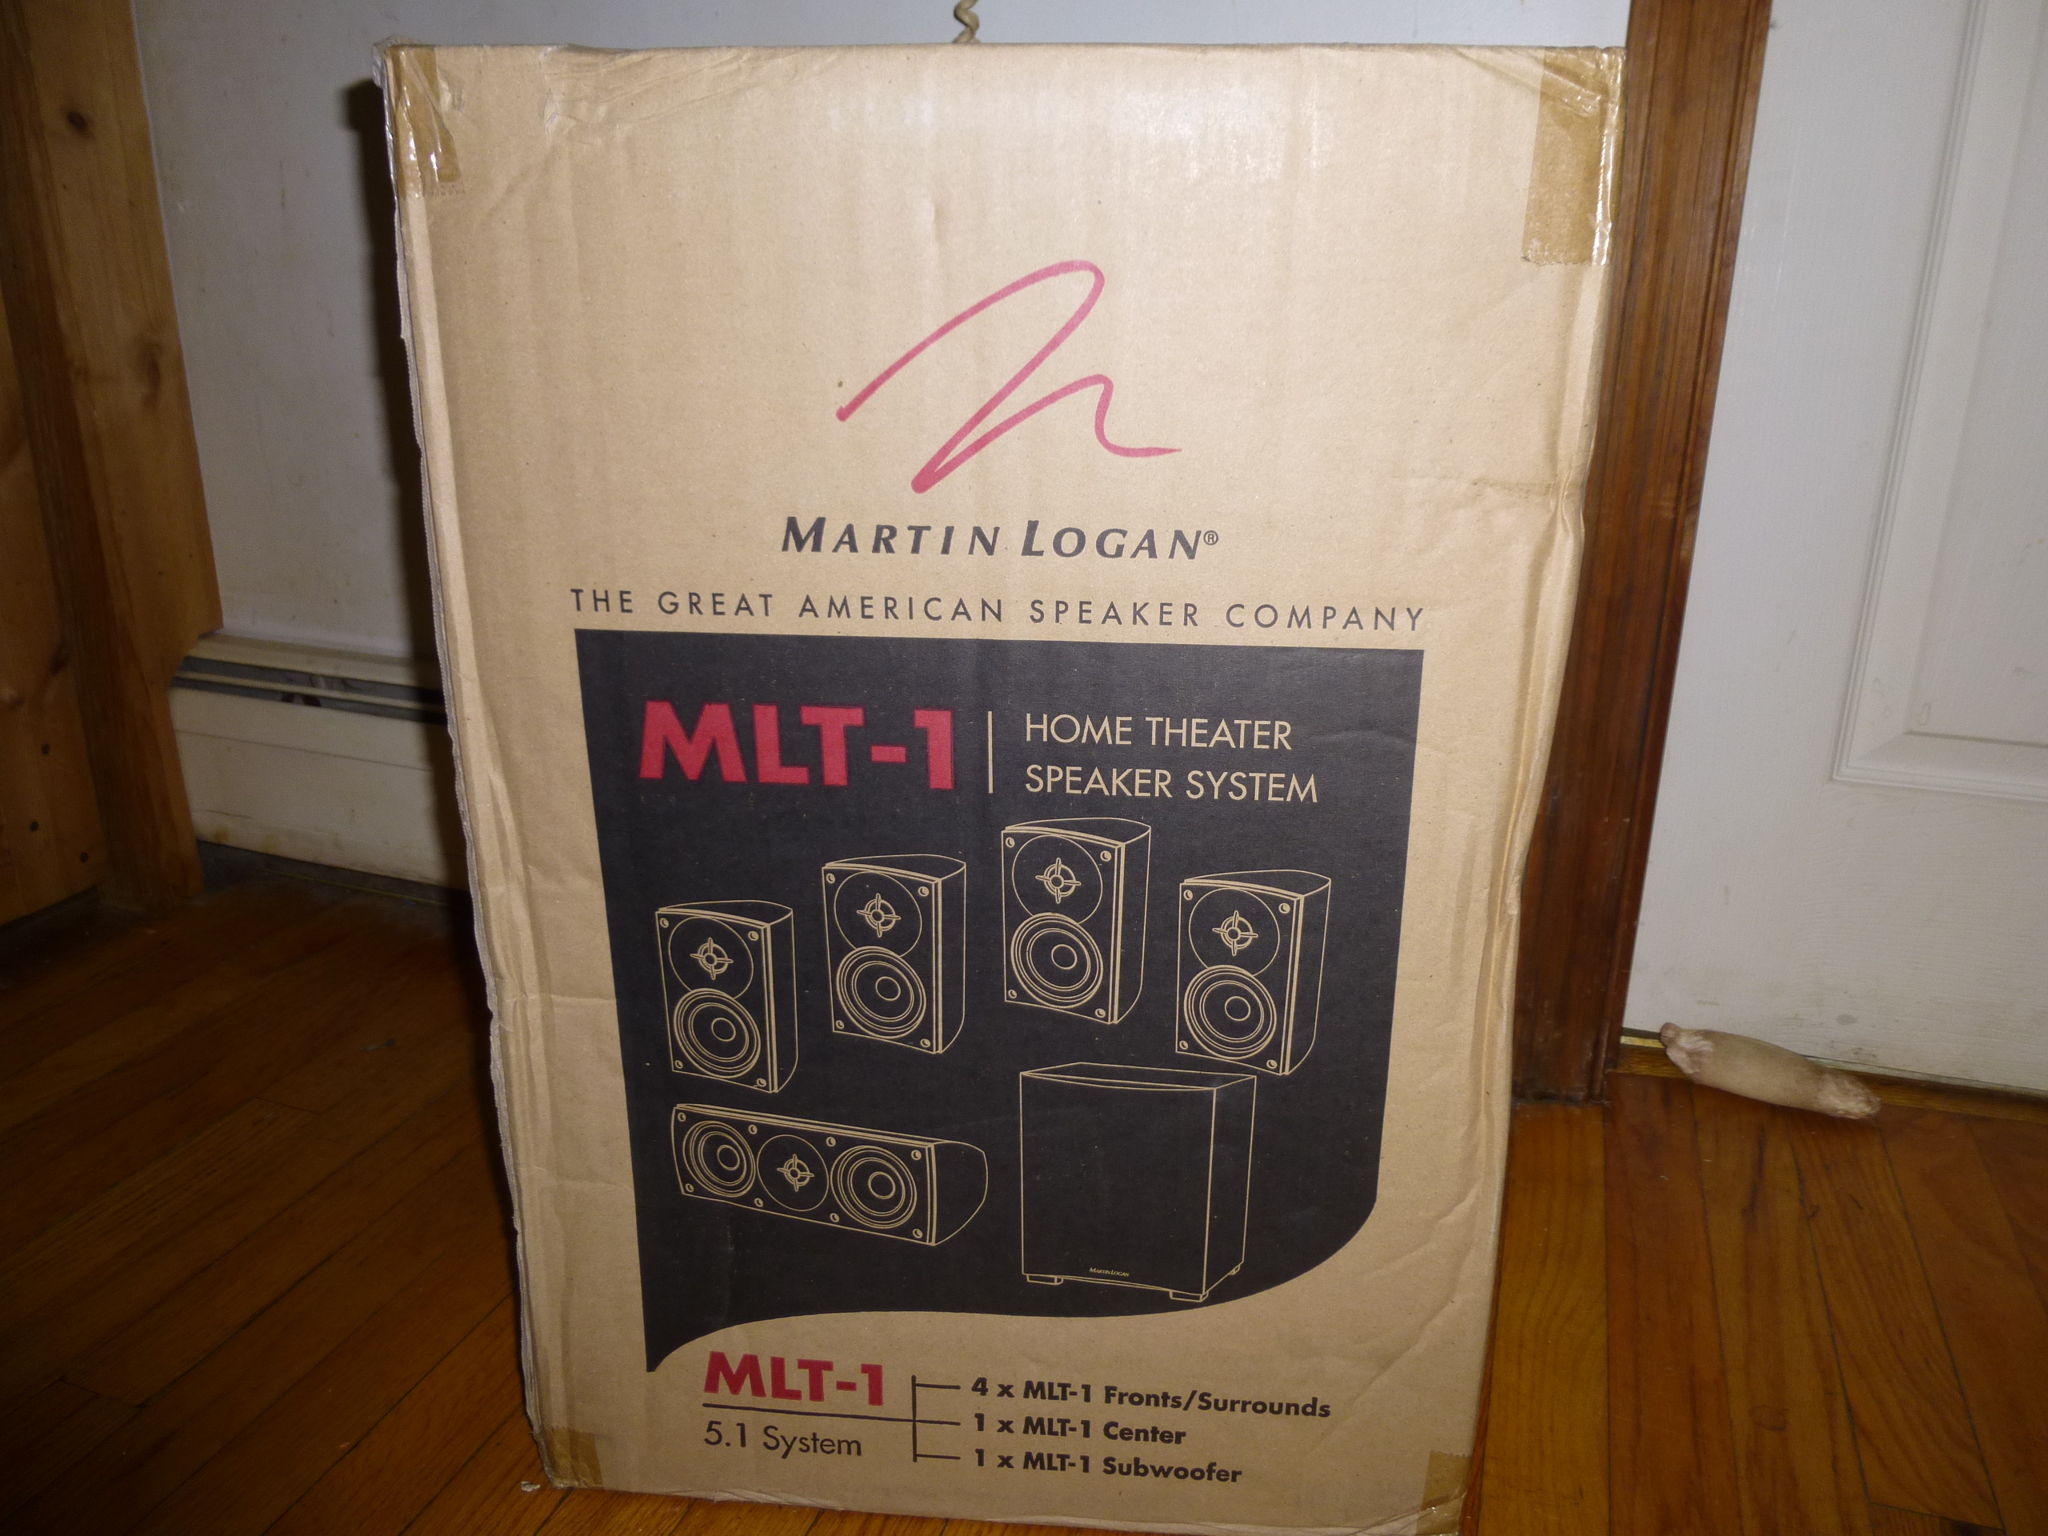 MARTIN LOGAN®
THE GREAT AMERICAN SPEAKER COMPANY
MLT-1
HOME THEATER
SPEAKER SYSTEM
MARTIN LOGAN
MLT-1
5.1 System
4 x MLT-1 Fronts/Surrounds
1 x MLT-1 Center
1 x MLT-1 Subwoofer